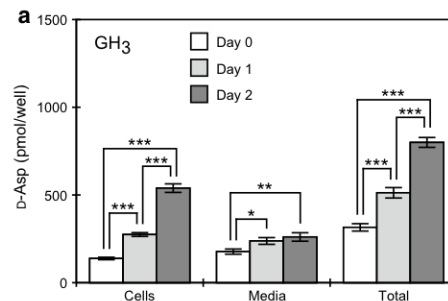 a
GH3
Day 0
Day 1
Day 2
D-Asp (pmol/well)
1500
1000
500
0
***
***
***
**
*
***
***
***
Cells
Media
Total